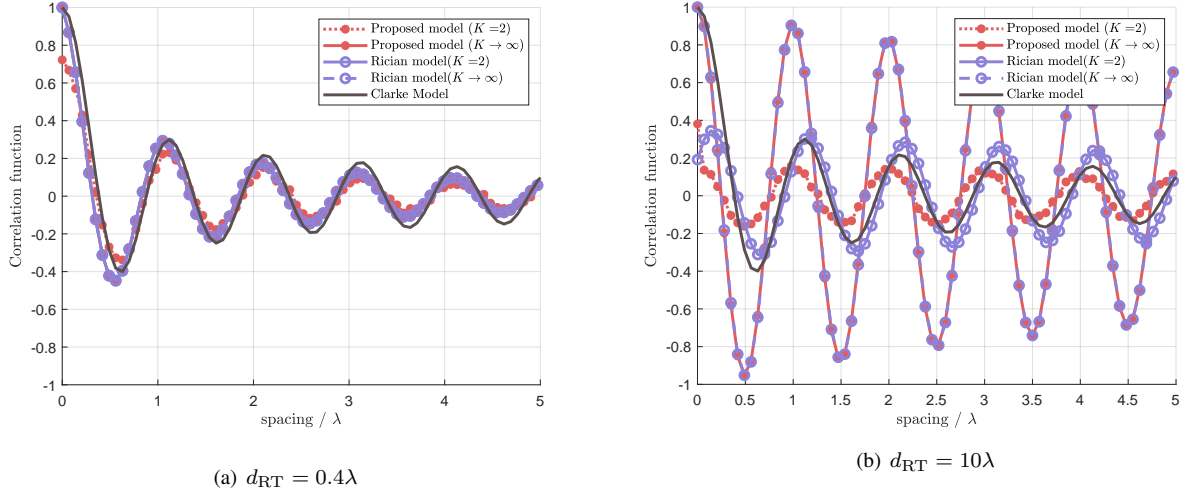 1
0.8
0.6
0.4
0.2
0
-0.2
-0.4
-0.6
-0.8
-1
Correlation function
Proposed model (K =2)
Proposed model (K → ∞)
Rician model(K =2)
Rician model(K → ∞)
Clarke Model
0 1 2 3 4 5
spacing / λ
(a) d_RT = 0.4λ
1
0.8
0.6
0.4
0.2
0
-0.2
-0.4
-0.6
-0.8
-1
Correlation function
Proposed model (K =2)
Proposed model (K → ∞)
Rician model(K =2)
Rician model(K → ∞)
Clarke model
0 0.5 1 1.5 2 2.5 3 3.5 4 4.5 5
spacing / λ
(b) d_RT = 10λ